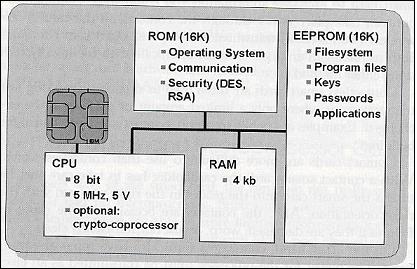 ROM (16K)
Operating System
Communication
Security (DES,
RSA)
EEPROM (16K)
Filesystem
Program files
Keys
Passwords
Applications
CPU
8 bit
5 MHz, 5 V
optional:
crypto-coprocessor
RAM
4 kb